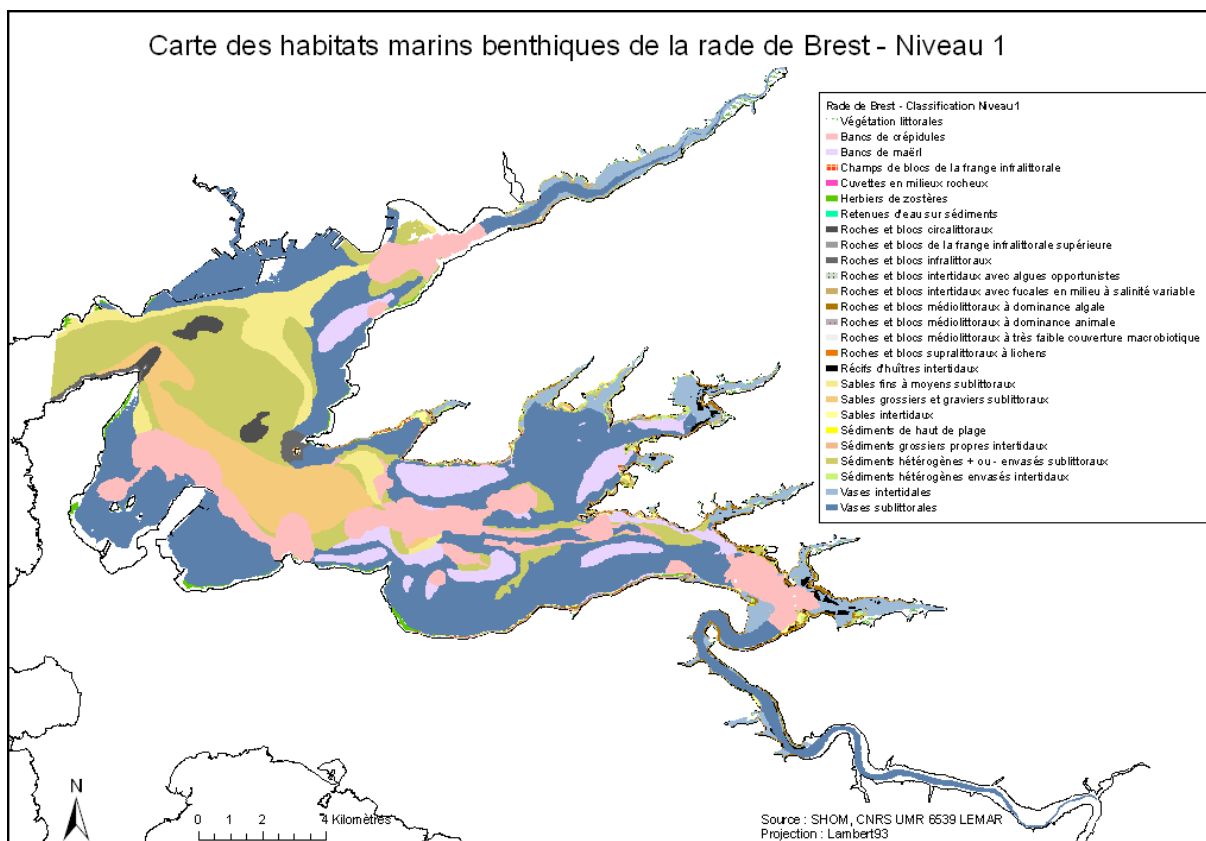 Carte des habitats marins benthiques de la rade de Brest - Niveau 1
Rade de Brest - Classification Niveau1
Végétation littorales
Bancs de crépidules
Bancs de maërl
Champs de blocs de la frange infralittorale
Cuvettes en milieux rocheux
Herbiers de zostères
Retenues d'eau sur sédiments
Roches et blocs circalittoraux
Roches et blocs de la frange infralittorale supérieure
Roches et blocs infralittoraux
Roches et blocs intertidaux avec algues opportunistes
Roches et blocs intertidaux avec fucales en milieu à salinité variable
Roches et blocs médiolittoraux à dominance algale
Roches et blocs médiolittoraux à dominance animale
Roches et blocs médiolittoraux à très faible couverture macrobiotique
Roches et blocs supralittoraux à lichens
Récifs d'huîtres intertidaux
Sables fins à moyens sublittoraux
Sables grossiers et graviers sublittoraux
Sables intertidaux
Sédiments de haut de plage
Sédiments grossiers propres intertidaux
Sédiments hétérogènes + ou - envasés sublittoraux
Sédiments hétérogènes envasés intertidaux
Vases intertidales
Vases sublittorales
N
0 1 2 4 Kilomètres
Source : SHOM, CNRS UMR 6539 LEMAR
Projection : Lambert93